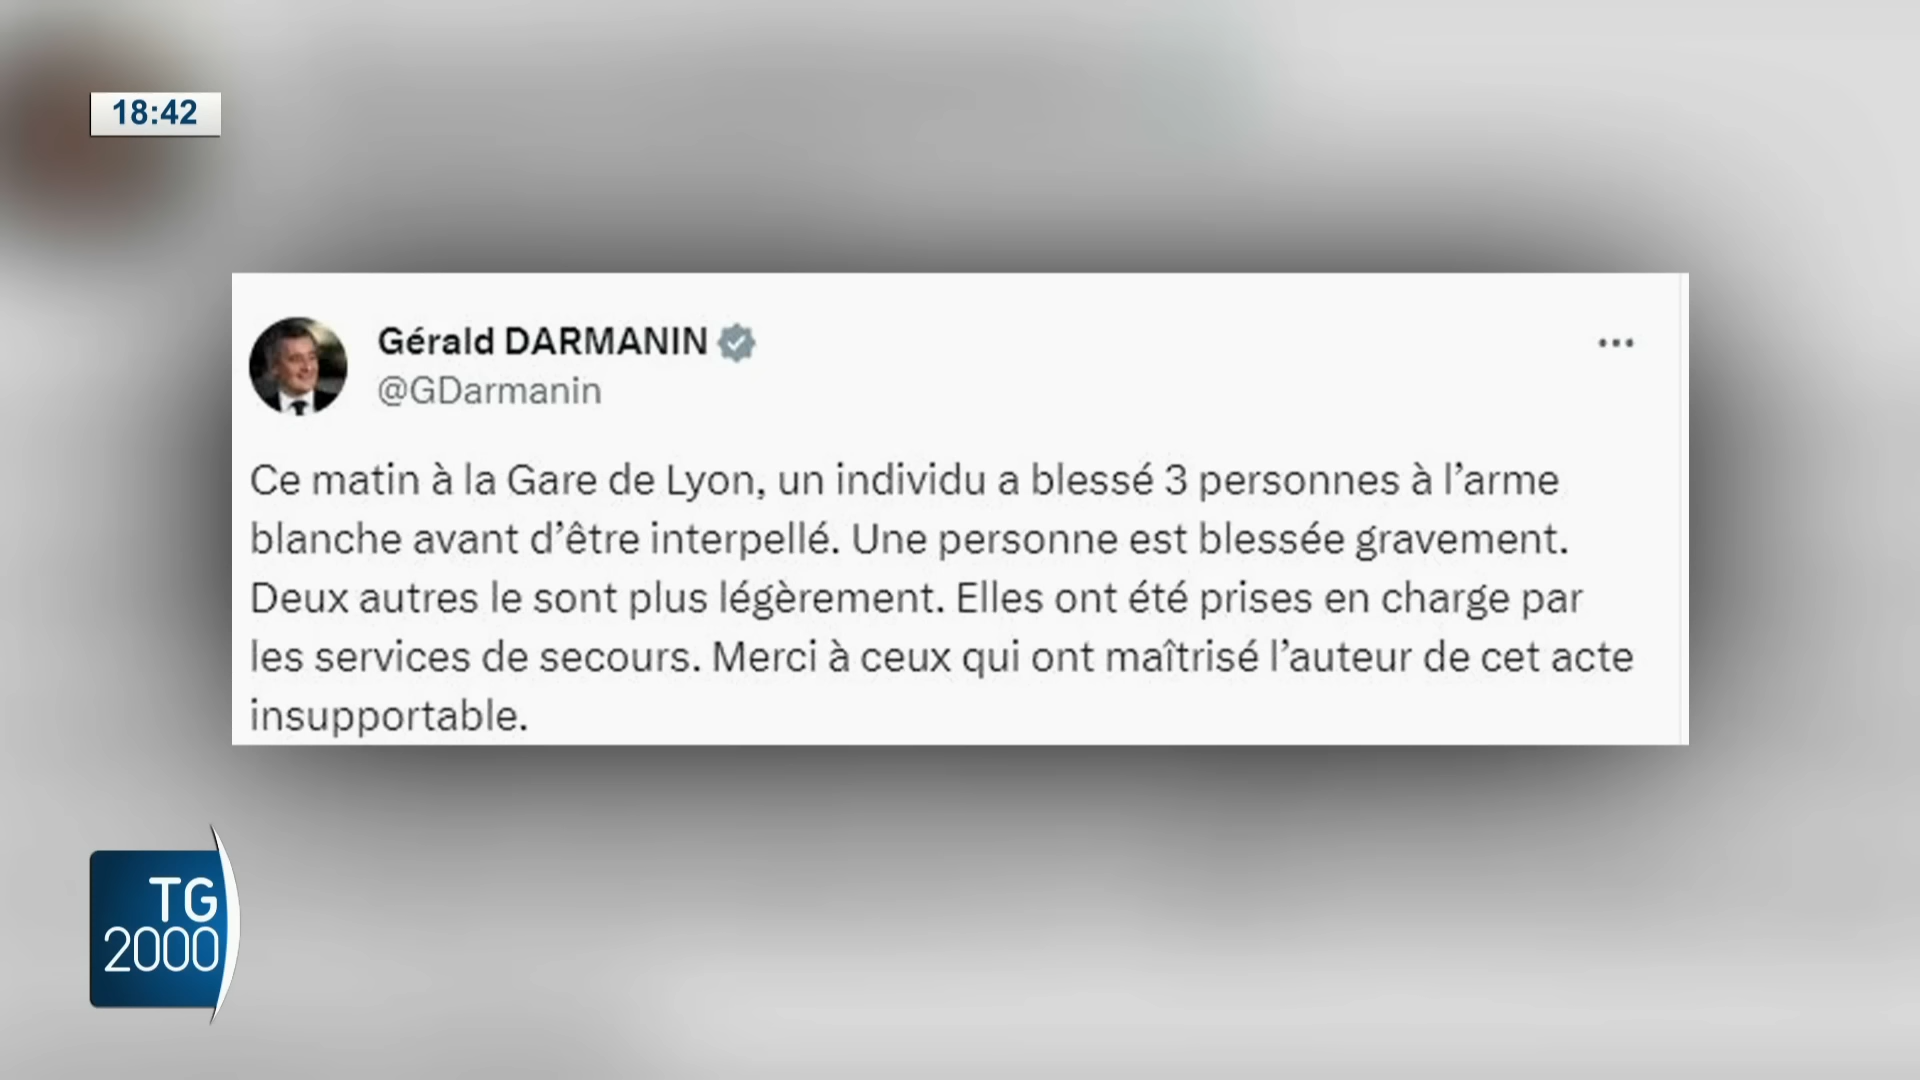 18:42
Gérald DARMANIN
@GDarmanin
Ce matin à la Gare de Lyon, un individu a blessé 3 personnes à l’arme
blanche avant d’être interpellé. Une personne est blessée gravement.
Deux autres le sont plus légèrement. Elles ont été prises en charge par
les services de secours. Merci à ceux qui ont maîtrisé l’auteur de cet acte
insupportable.
TG
2000